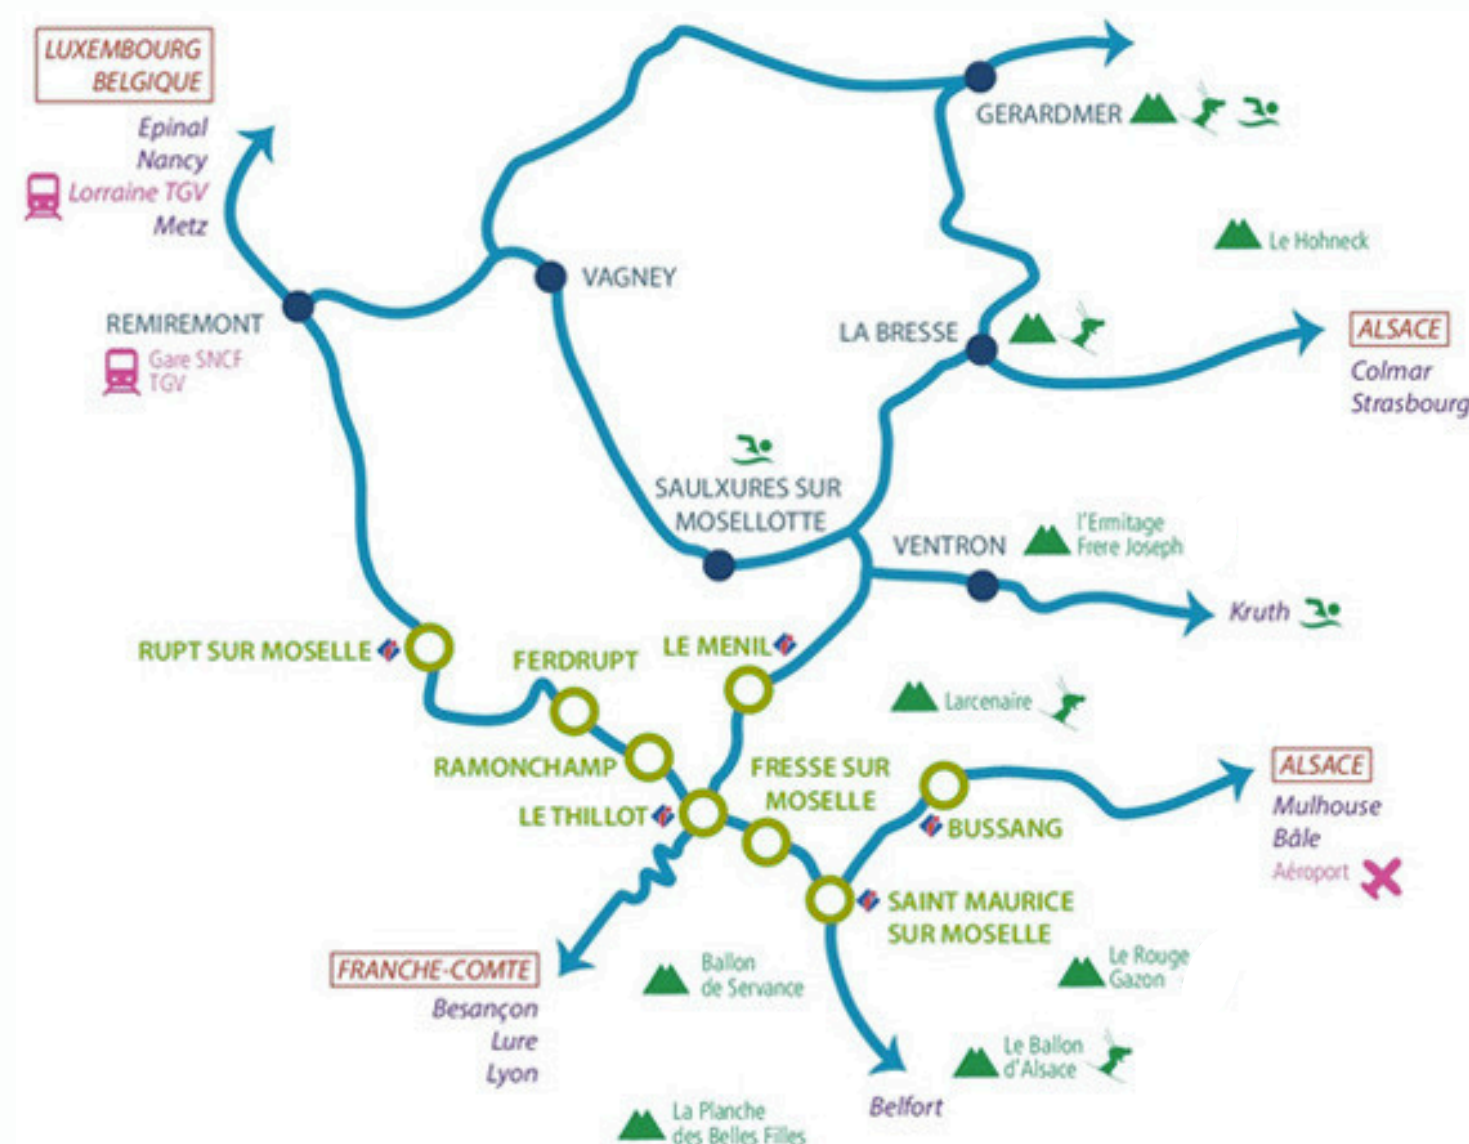 LUXEMBOURG
BELGIQUE
Epinal
Nancy
Lorraine TGV
Metz
GERARDMER
Le Hohneck
VAGNEY
REMIREMONT
Gare SNCF
TGV
LA BRESSE
ALSACE
Colmar
Strasbourg
SAULXURES SUR
MOSELLOTTE
VENTRON
l'Ermitage
Frere Joseph
Kruth
RUPT SUR MOSELLE
FERDRUPT
LE MENIL
Larcenaire
RAMONCHAMP
FRESSE SUR
MOSELLE
LE THILLOT
BUSSANG
ALSACE
Mulhouse
Bâle
Aéroport
SAINT MAURICE
SUR MOSELLE
FRANCHE-COMTE
Besançon
Lure
Lyon
Ballon
de Servance
Le Rouge
Gazon
Le Ballon
d'Alsace
Belfort
La Planche
des Belles Filles